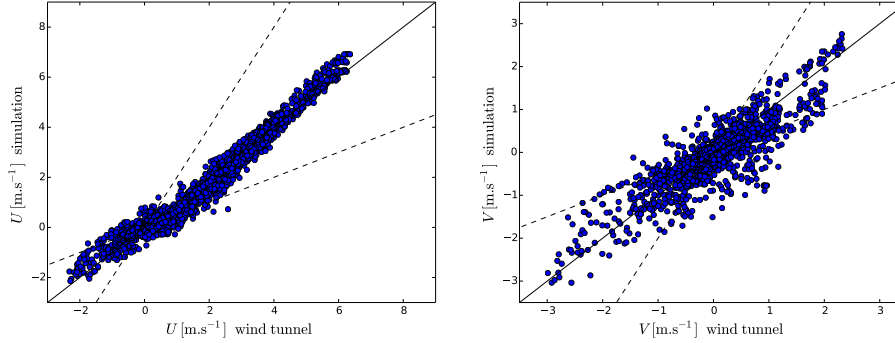 8
6
4
2
0
−2
U [m.s⁻¹] simulation
−2 0 2 4 6 8
U [m.s⁻¹] wind tunnel
3
2
1
0
−1
−2
−3
V [m.s⁻¹] simulation
−3 −2 −1 0 1 2 3
V [m.s⁻¹] wind tunnel